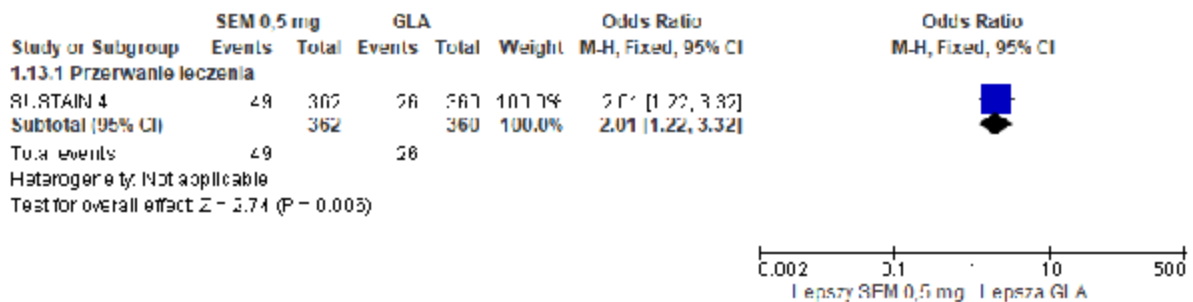 SEM 0,5 mg GLA Odds Ratio Odds Ratio
Study or Subgroup Events Total Events Total Weight M-H, Fixed, 95% CI M-H, Fixed, 95% CI
1.13.1 Przerwanie leczenia
SUSTAIN 4 49 362 26 360 100.0% 2.01 [1.22, 3.32]
Subtotal (95% CI) 362 360 100.0% 2.01 [1.22, 3.32]
Total events 49 26
Heterogeneity: Not applicable
Test for overall effect: Z = 2.74 (P = 0.006)
0.002 0.1 1 10 500
Lepszy SEM 0,5 mg Lepsza GLA